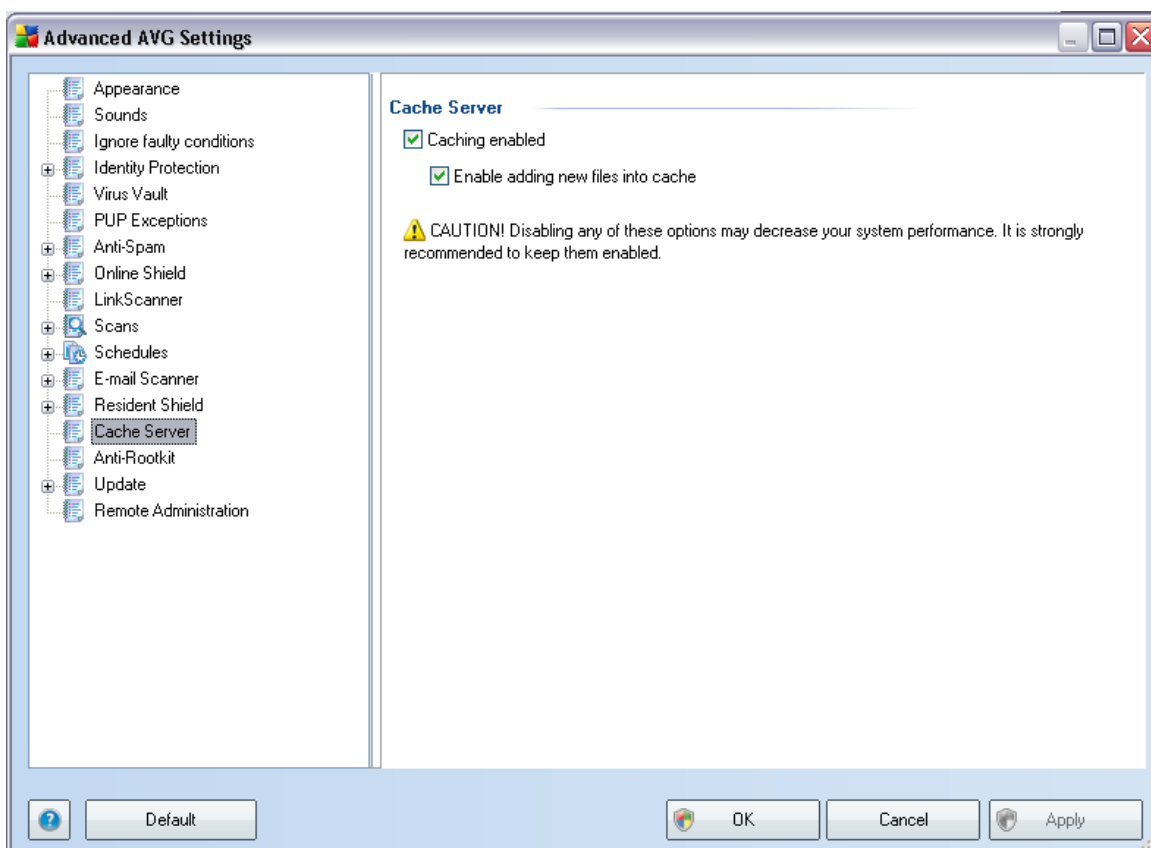 Advanced AVG Settings
Appearance
Sounds
Ignore faulty conditions
Identity Protection
Virus Vault
PUP Exceptions
Anti-Spam
Online Shield
LinkScanner
Scans
Schedules
E-mail Scanner
Resident Shield
Cache Server
Anti-Rootkit
Update
Remote Administration
Cache Server
Caching enabled
Enable adding new files into cache
CAUTION! Disabling any of these options may decrease your system performance. It is strongly
recommended to keep them enabled.
Default
OK
Cancel
Apply